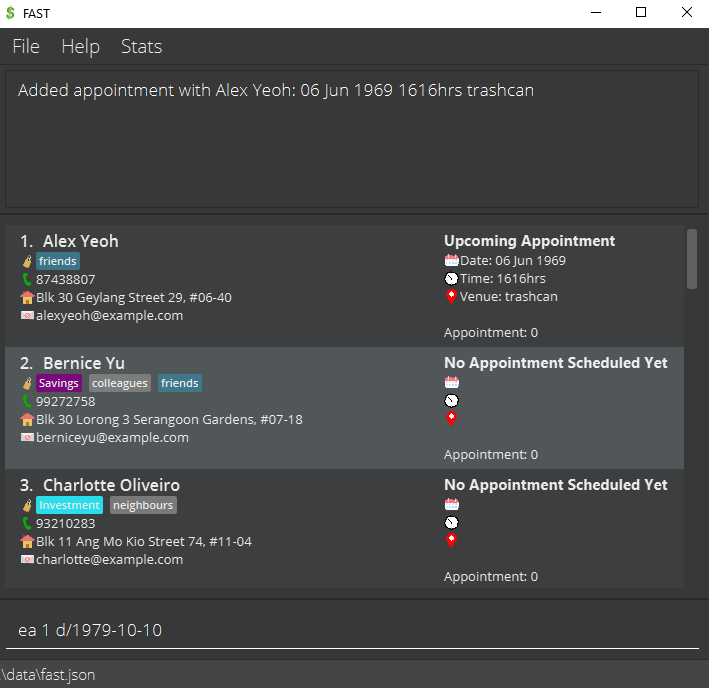 FAST
File Help Stats
Added appointment with Alex Yeoh: 06 Jun 1969 1616hrs trashcan
1. Alex Yeoh
friends
87438807
Blk 30 Geylang Street 29, #06-40
alexyeoh@example.com
Upcoming Appointment
Date: 06 Jun 1969
Time: 1616hrs
Venue: trashcan
Appointment: 0
2. Bernice Yu
Savings colleagues friends
99272758
Blk 30 Lorong 3 Serangoon Gardens, #07-18
berniceyu@example.com
No Appointment Scheduled Yet
Appointment: 0
3. Charlotte Oliveiro
Investment neighbours
93210283
Blk 11 Ang Mo Kio Street 74, #11-04
charlotte@example.com
No Appointment Scheduled Yet
Appointment: 0
ea 1 d/1979-10-10
.\data\fast.json